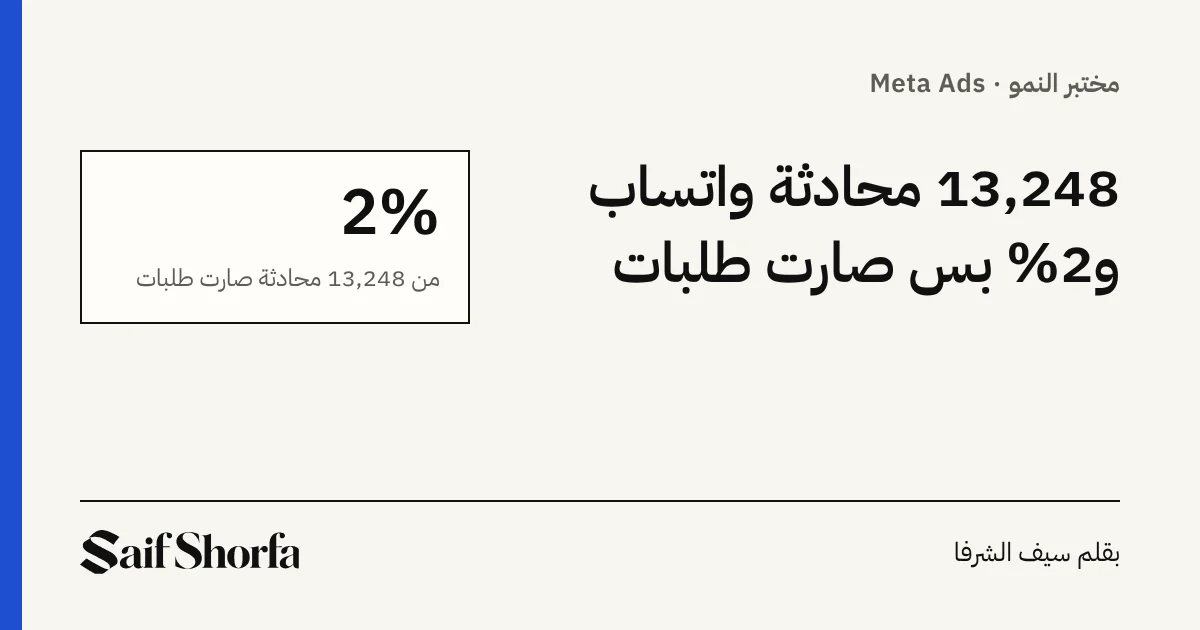 مختبر النمو · Meta Ads
13,248 محادثة واتساب
و2% بس صارت طلبات
2%
من 13,248 محادثة صارت طلبات
بقلم سيف الشرفا
Saif Shorfa